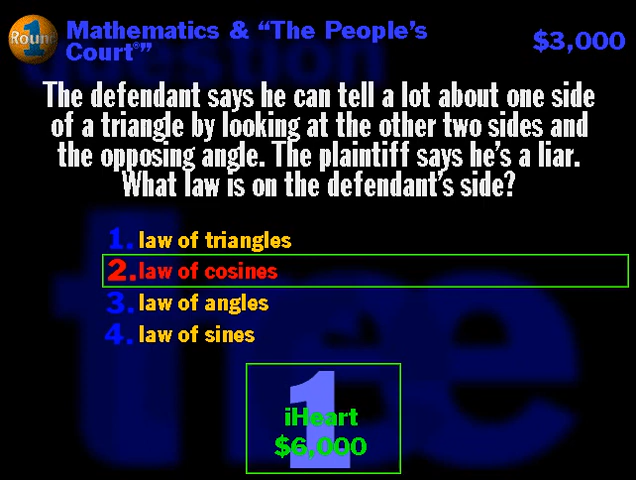 Round 1
Mathematics & “The People’s
Court©”
$3,000
The defendant says he can tell a lot about one side
of a triangle by looking at the other two sides and
the opposing angle. The plaintiff says he’s a liar.
What law is on the defendant’s side?
1. law of triangles
2. law of cosines
3. law of angles
4. law of sines
1
iHeart
$6,000
question
three